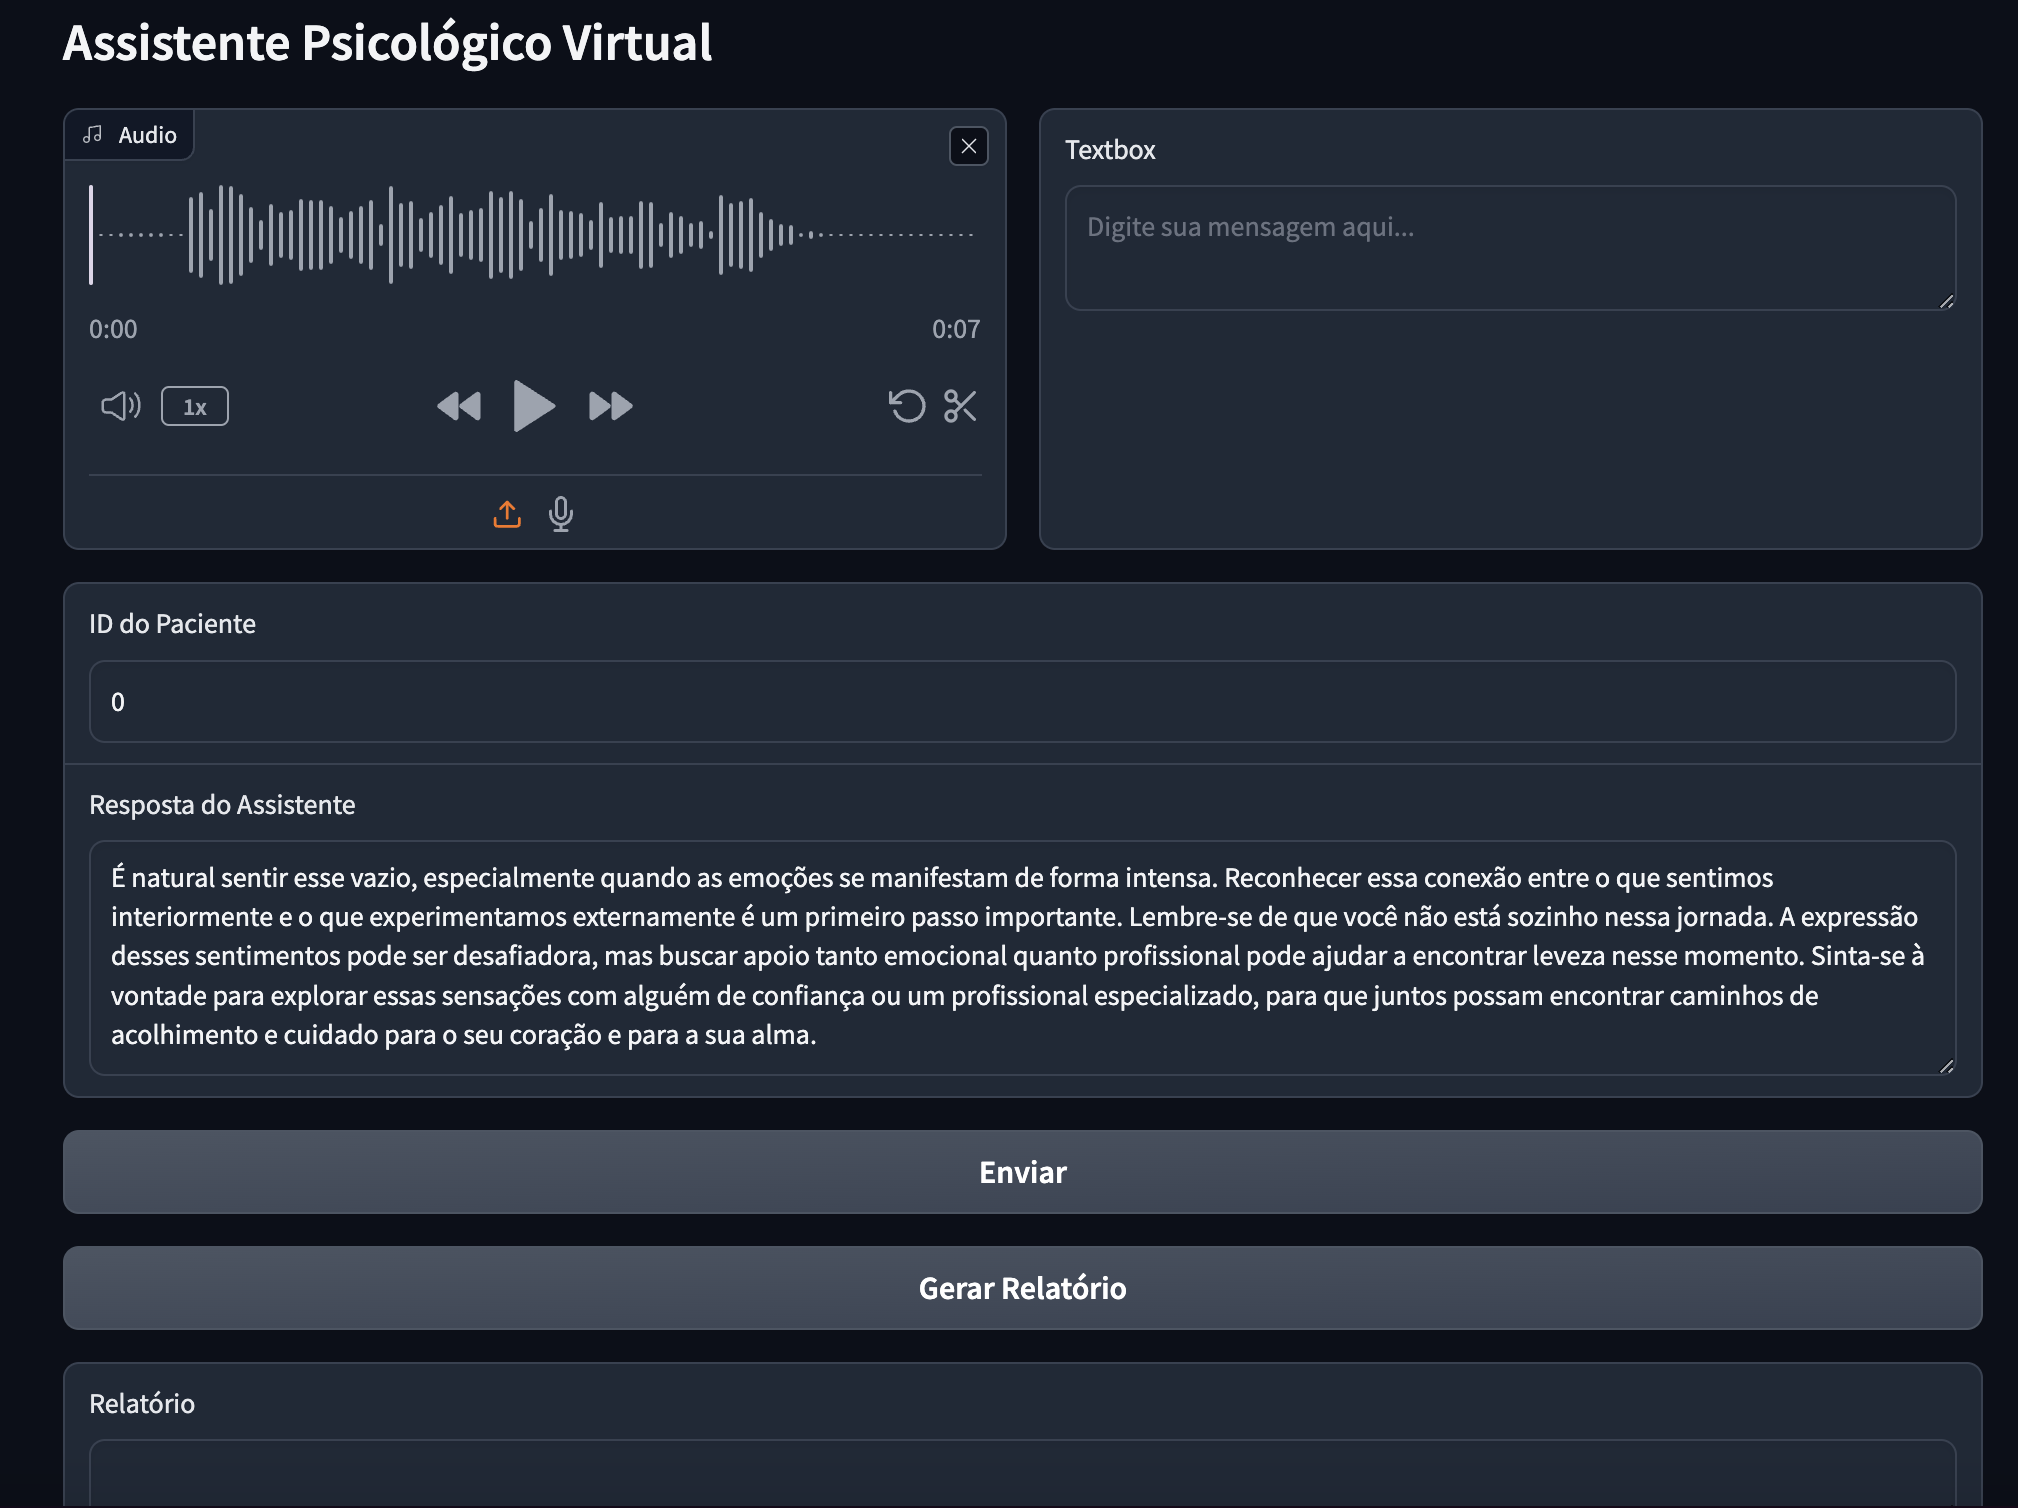 Assistente Psicológico Virtual
Audio
0:00
0:07
1x
Textbox
Digite sua mensagem aqui...
ID do Paciente
0
Resposta do Assistente
É natural sentir esse vazio, especialmente quando as emoções se manifestam de forma intensa. Reconhecer essa conexão entre o que sentimos
interiormente e o que experimentamos externamente é um primeiro passo importante. Lembre-se de que você não está sozinho nessa jornada. A expressão
desses sentimentos pode ser desafiadora, mas buscar apoio tanto emocional quanto profissional pode ajudar a encontrar leveza nesse momento. Sinta-se à
vontade para explorar essas sensações com alguém de confiança ou um profissional especializado, para que juntos possam encontrar caminhos de
acolhimento e cuidado para o seu coração e para a sua alma.
Enviar
Gerar Relatório
Relatório